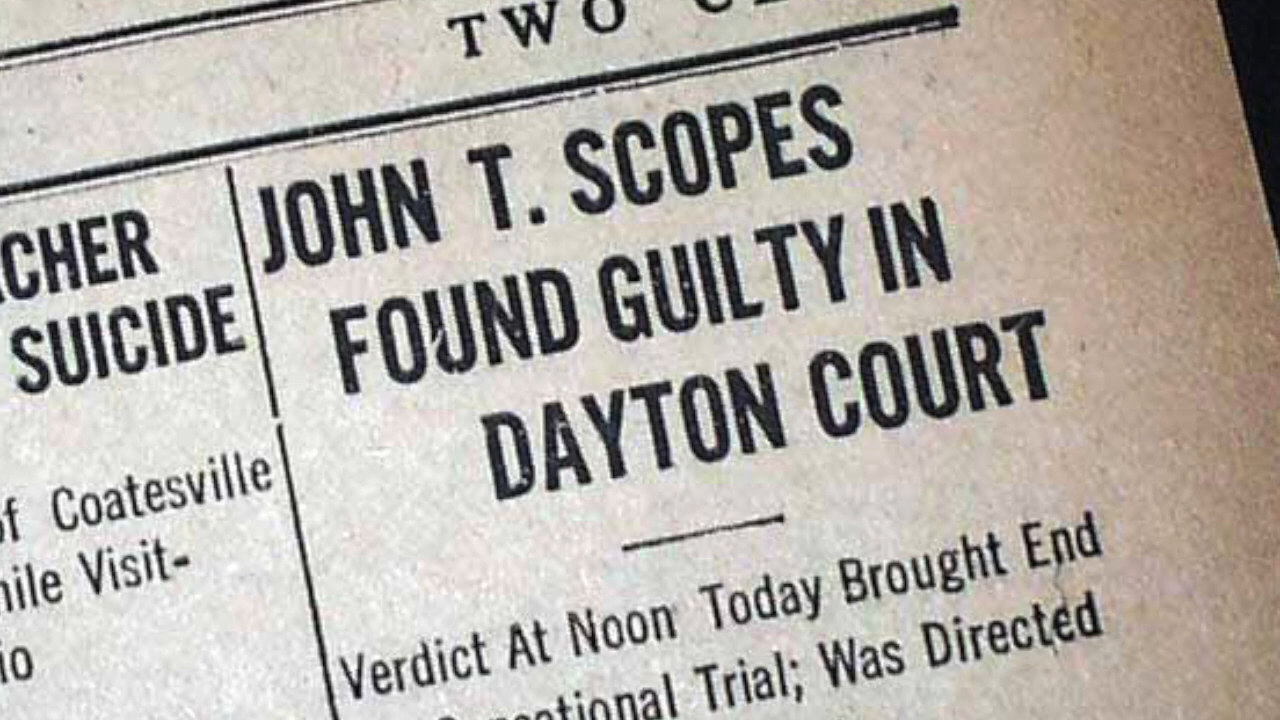 TWO
CHER
SUICIDE
of Coatesville
Visit-
JOHN T. SCOPES
FOUND GUILTY IN
DAYTON COURT
Verdict At Noon Today Brought End
Trial; Was Directed